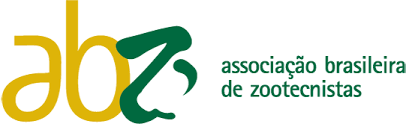 abz
associação brasileira
de zootecnistas